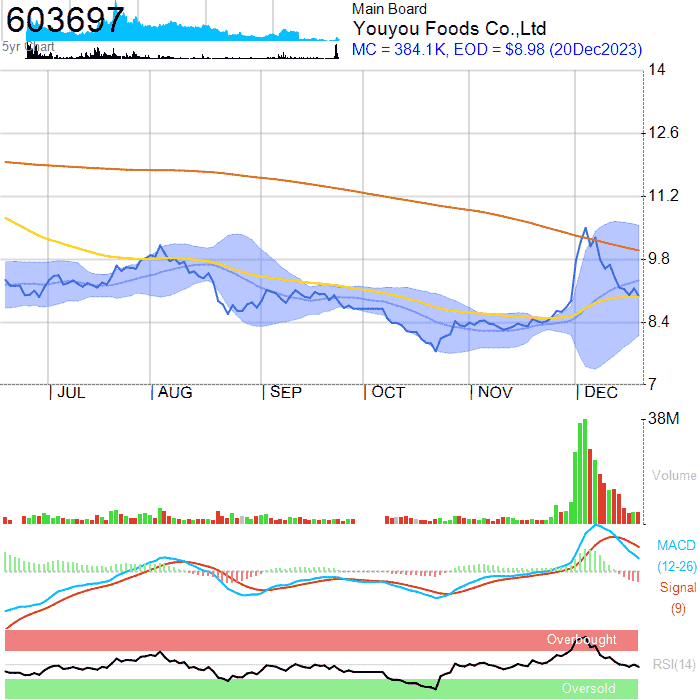 603697
5yr Chart
Main Board
Youyou Foods Co.,Ltd
MC = 384.1K, EOD = $8.98 (20Dec2023)
14
12.6
11.2
9.8
8.4
7
JUL AUG SEP OCT NOV DEC
38M
Volume
MACD
(12-26)
Signal
(9)
Overbought
RSI(14)
Oversold